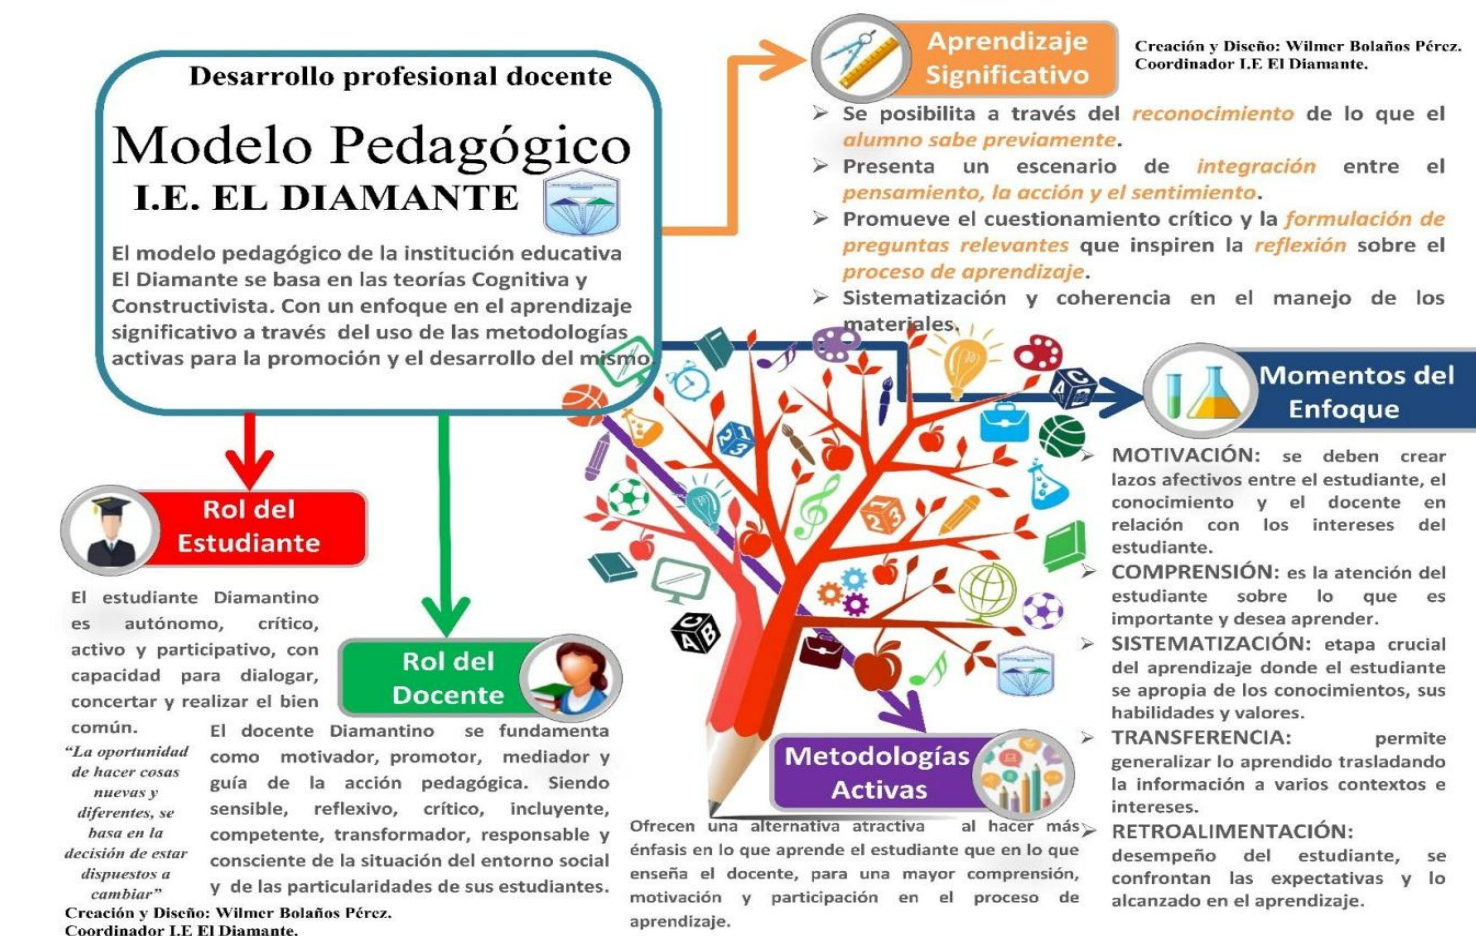 Desarrollo profesional docente
Modelo Pedagógico
I.E. EL DIAMANTE
El modelo pedagógico de la institución educativa
El Diamante se basa en las teorías Cognitiva y
Constructivista. Con un enfoque en el aprendizaje
significativo a través del uso de las metodologías
activas para la promoción y el desarrollo del mismo.
Aprendizaje
Significativo
Creación y Diseño: Wilmer Bolaños Pérez.
Coordinador I.E El Diamante.
➢ Se posibilita a través del reconocimiento de lo que el
alumno sabe previamente.
➢ Presenta un escenario de integración entre el
pensamiento, la acción y el sentimiento.
➢ Promueve el cuestionamiento crítico y la formulación de
preguntas relevantes que inspiren la reflexión sobre el
proceso de aprendizaje.
➢ Sistematización y coherencia en el manejo de los
materiales.
Momentos del
Enfoque
➢ MOTIVACIÓN: se deben crear
lazos afectivos entre el estudiante, el
conocimiento y el docente en
relación con los intereses del
estudiante.
➢ COMPRENSIÓN: es la atención del
estudiante sobre lo que es
importante y desea aprender.
➢ SISTEMATIZACIÓN: etapa crucial
del aprendizaje donde el estudiante
se apropia de los conocimientos, sus
habilidades y valores.
➢ TRANSFERENCIA: permite
generalizar lo aprendido trasladando
la información a varios contextos e
intereses.
➢ RETROALIMENTACIÓN:
desempeño del estudiante, se
confrontan las expectativas y lo
alcanzado en el aprendizaje.
Rol del
Estudiante
El estudiante Diamantino
es autónomo, crítico,
activo y participativo, con
capacidad para dialogar,
concertar y realizar el bien
común.
“La oportunidad
de hacer cosas
nuevas y
diferentes, se
basa en la
decisión de estar
dispuestos a
cambiar”
Creación y Diseño: Wilmer Bolaños Pérez.
Coordinador I.E El Diamante.
Rol del
Docente
El docente Diamantino se fundamenta
como motivador, promotor, mediador y
guía de la acción pedagógica. Siendo
sensible, reflexivo, crítico, incluyente,
competente, transformador, responsable y
consciente de la situación del entorno social
y de las particularidades de sus estudiantes.
Metodologías
Activas
Ofrecen una alternativa atractiva al hacer más
énfasis en lo que aprende el estudiante que en lo que
enseña el docente, para una mayor comprensión,
motivación y participación en el proceso de
aprendizaje.